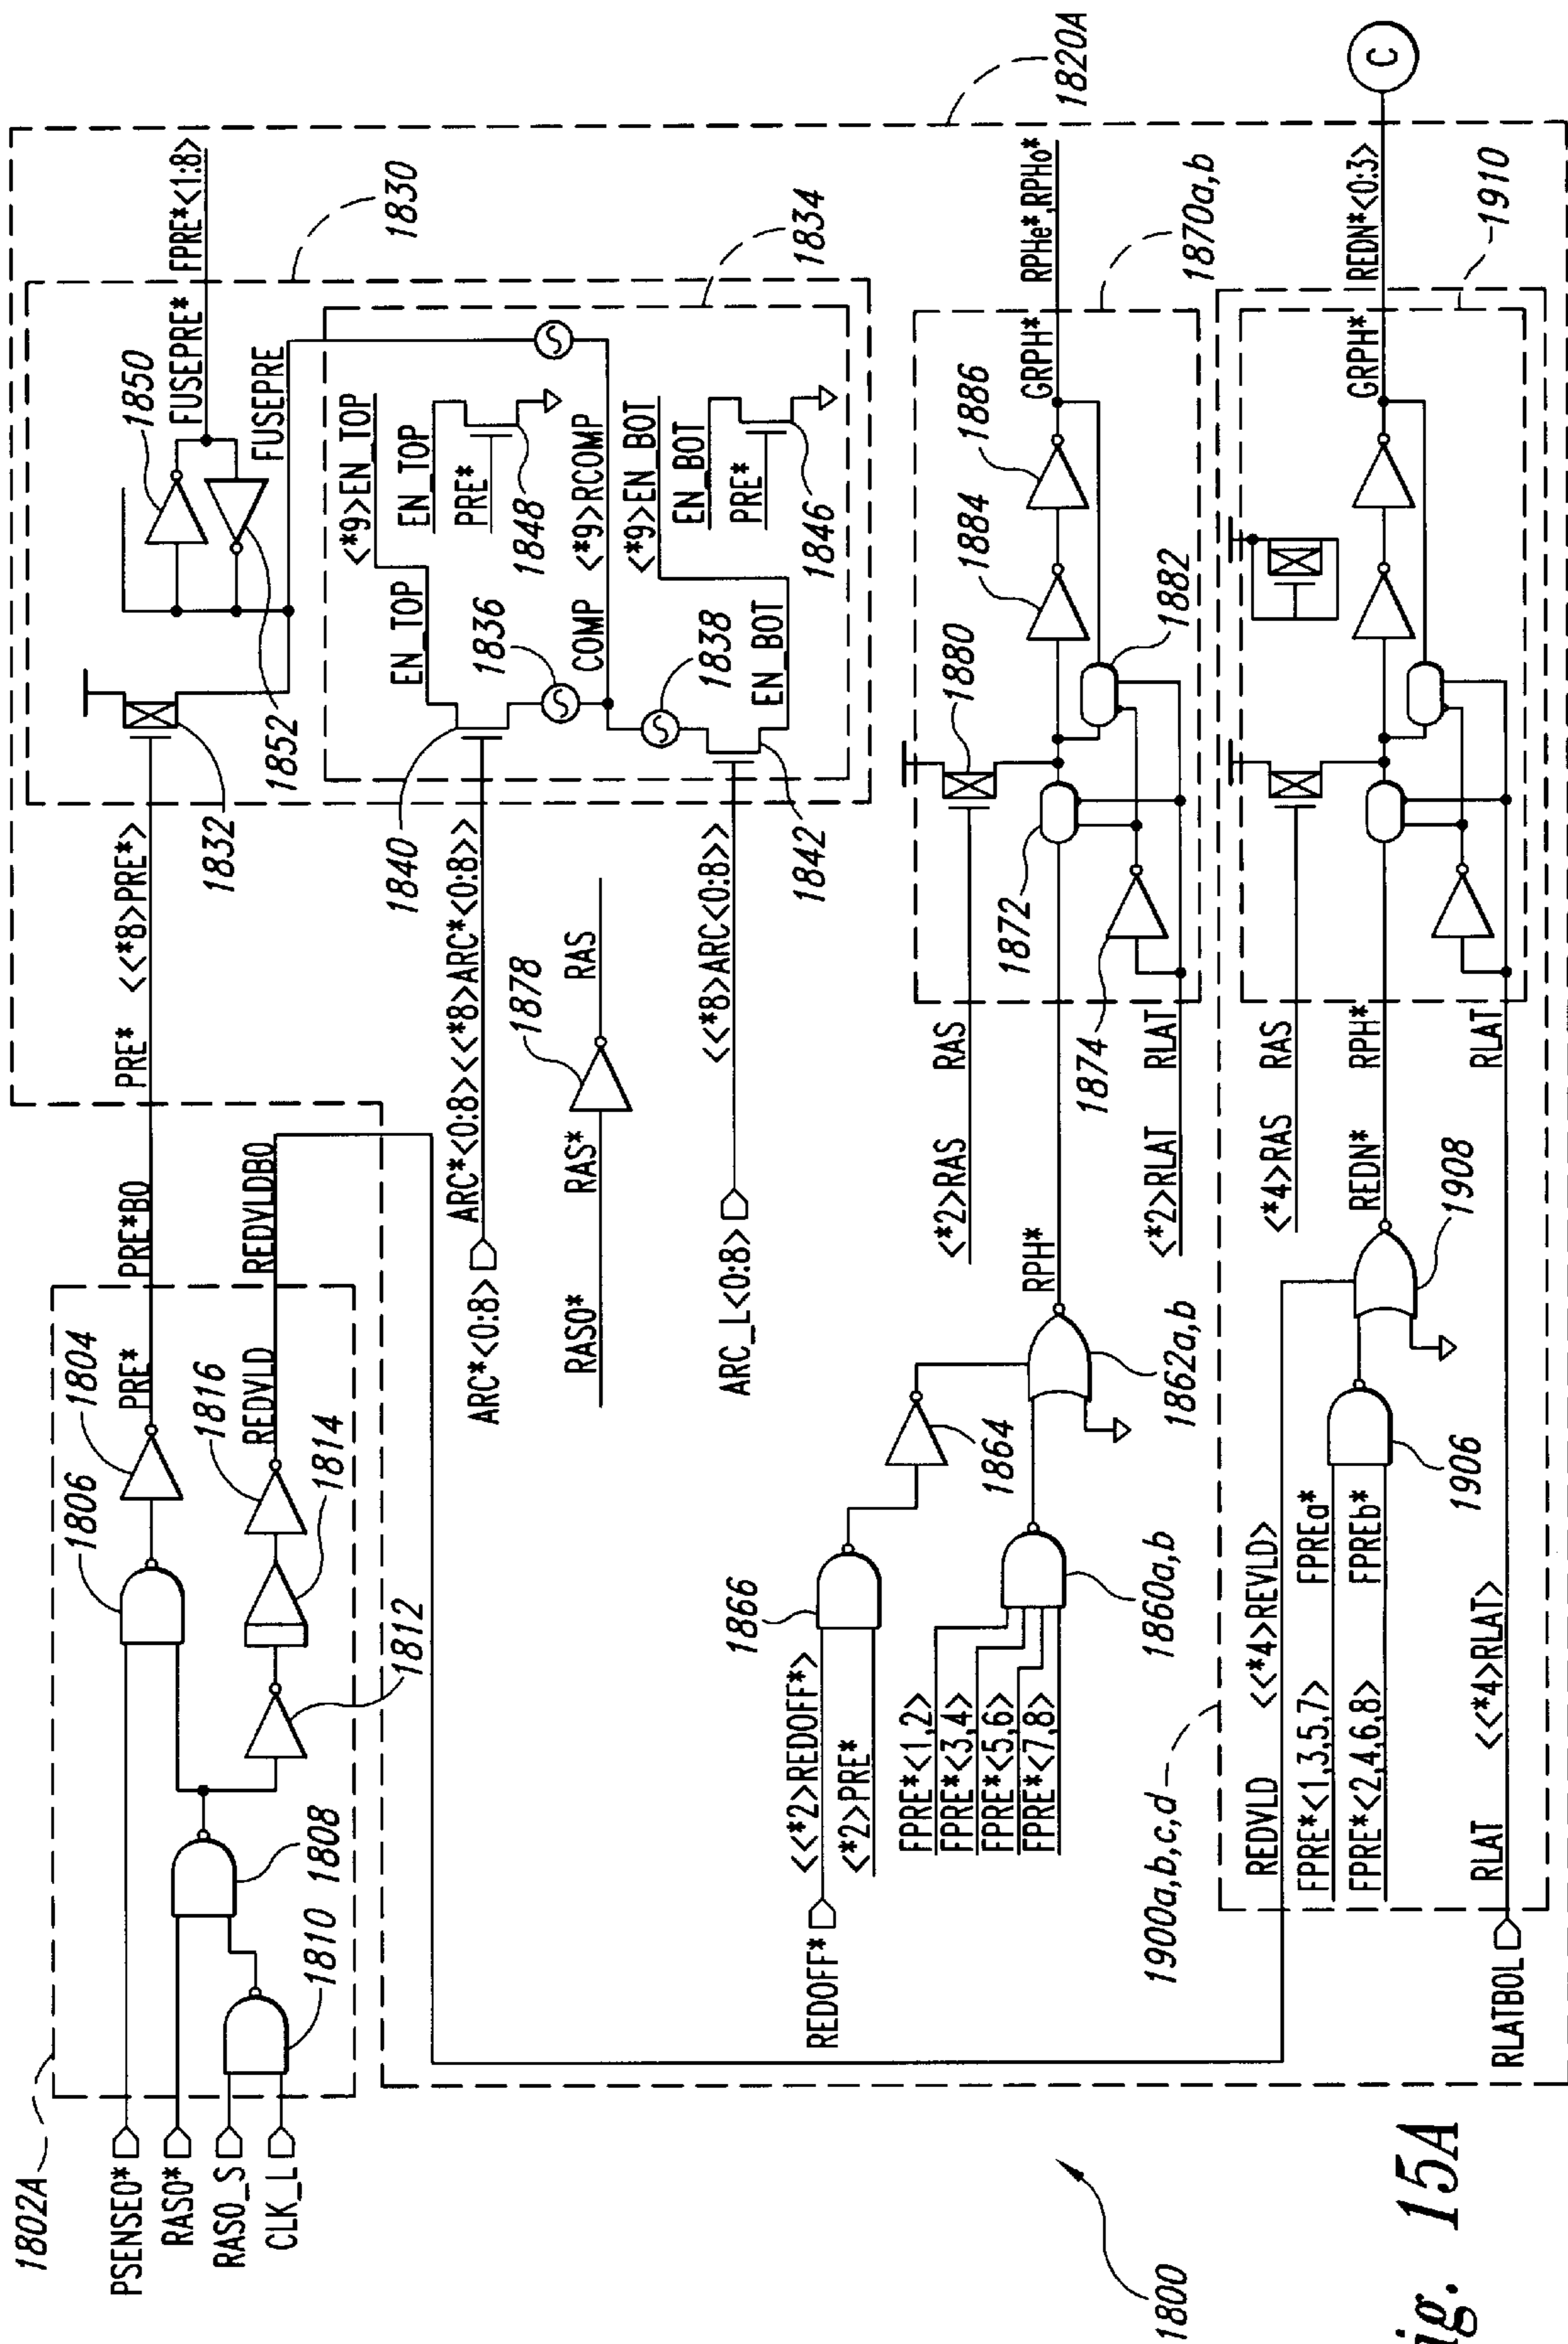 1802A
PSENSE0*
RAS0*
RAS0_S
CLK_L
1810
1808
1806
1804
PRE*
1816
REDVLD
1814
1812
PRE*B0
REDVLDB0
PRE* <<*8>PRE*>
1832
1852
1850
FUSEPRE*
FUSEPRE
FPRE*<1:8>
1830
1834
1820A
ARC*<0:8>
ARC*<0:8><<*8>ARC*<0:8>>
1840
EN_TOP
<*9>EN_TOP
EN_TOP
PRE*
1848
1836
COMP
<*9>RCOMP
1838
EN_BOT
<*9>EN_BOT
EN_BOT
PRE*
1846
RAS0*
RAS*
1878
RAS
ARC_L<0:8>
<<*8>ARC<0:8>>
1842
REDOFF*
<<*2>REDOFF*>
<*2>PRE*
1866
1864
FPRE*<1,2>
FPRE*<3,4>
FPRE*<5,6>
FPRE*<7,8>
1860a,b
1862a,b
RPH*
<*2>RAS
RAS
<*2>RLAT
RLAT
1874
1872
1880
1884
1886
1882
GRPH*
RPHe*,RPHo*
1870a,b
1900a,b,c,d
REDVLD
<<*4>REVLD>
FPRE*<1,3,5,7>
FPREa*
FPRE*<2,4,6,8>
FPREb*
1906
1908
REDN*
<*4>RAS
RAS
RPH*
RLAT
RLATBOL
RLAT
<<*4>RLAT>
GRPH*
REDN*<0:3>
1910
C
1800
ig. 15A